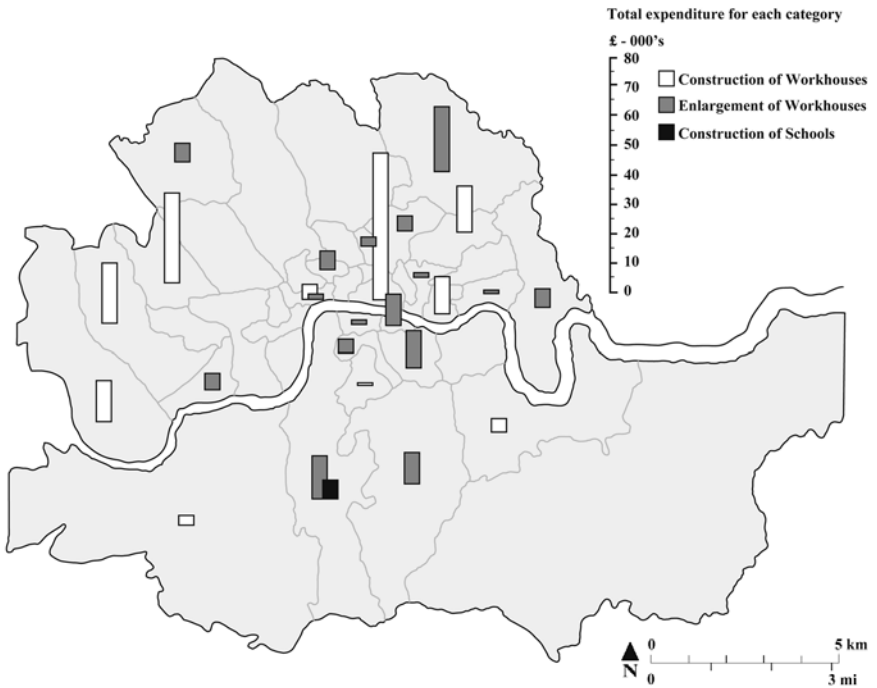 Total expenditure for each category
£ - 000's
80
70
60
50
40
30
20
10
0
Construction of Workhouses
Enlargement of Workhouses
Construction of Schools
0 5 km
N
0 3 mi